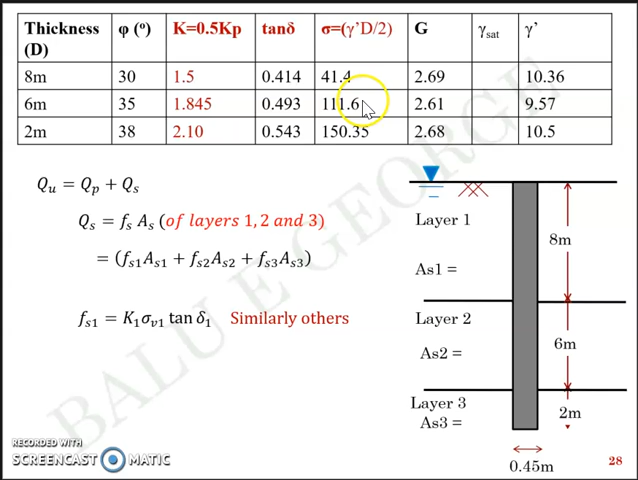 Thickness (D) φ (º) K=0.5Kp tanδ σ=(γ’D/2) G γsat γ’
8m 30 1.5 0.414 41.4 2.69 10.36
6m 35 1.845 0.493 111.6 2.61 9.57
2m 38 2.10 0.543 150.35 2.68 10.5
Qu = Qp + Qs
Qs = fs As (of layers 1, 2 and 3)
= (fs1As1 + fs2As2 + fs3As3)
fs1 = K1σv1 tan δ1 Similarly others
Layer 1
8m
As1 =
Layer 2
6m
As2 =
Layer 3
2m
As3 =
0.45m
BALU E GEORGE
RECORDED WITH
SCREENCAST MATIC
28